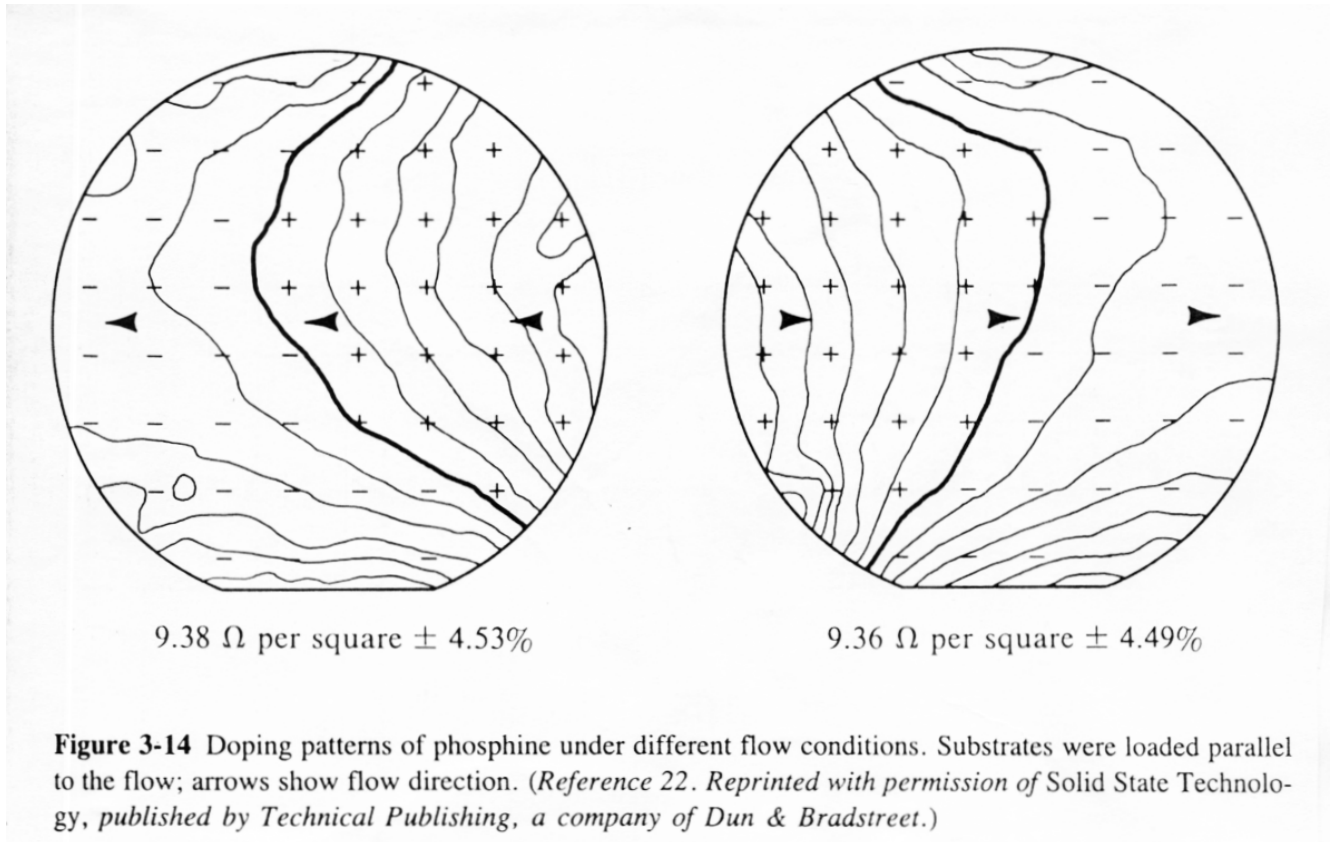 9.38 Ω per square ± 4.53%
9.36 Ω per square ± 4.49%
Figure 3-14 Doping patterns of phosphine under different flow conditions. Substrates were loaded parallel
to the flow; arrows show flow direction. (Reference 22. Reprinted with permission of Solid State Technolo-
gy, published by Technical Publishing, a company of Dun & Bradstreet.)